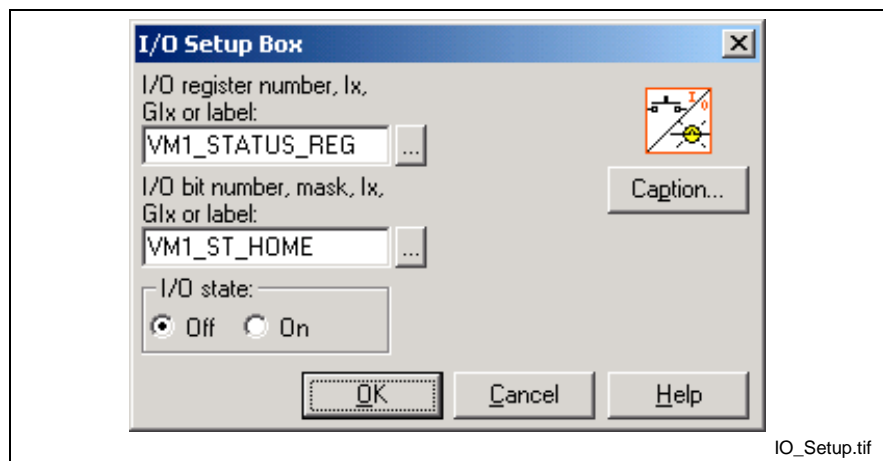 I/O Setup Box
I/O register number, Ix,
GIx or label:
VM1_STATUS_REG ...
I/O bit number, mask, Ix,
GIx or label:
VM1_ST_HOME ...
I/O state:
Off On
I
0
Caption...
OK Cancel Help
IO_Setup.tif